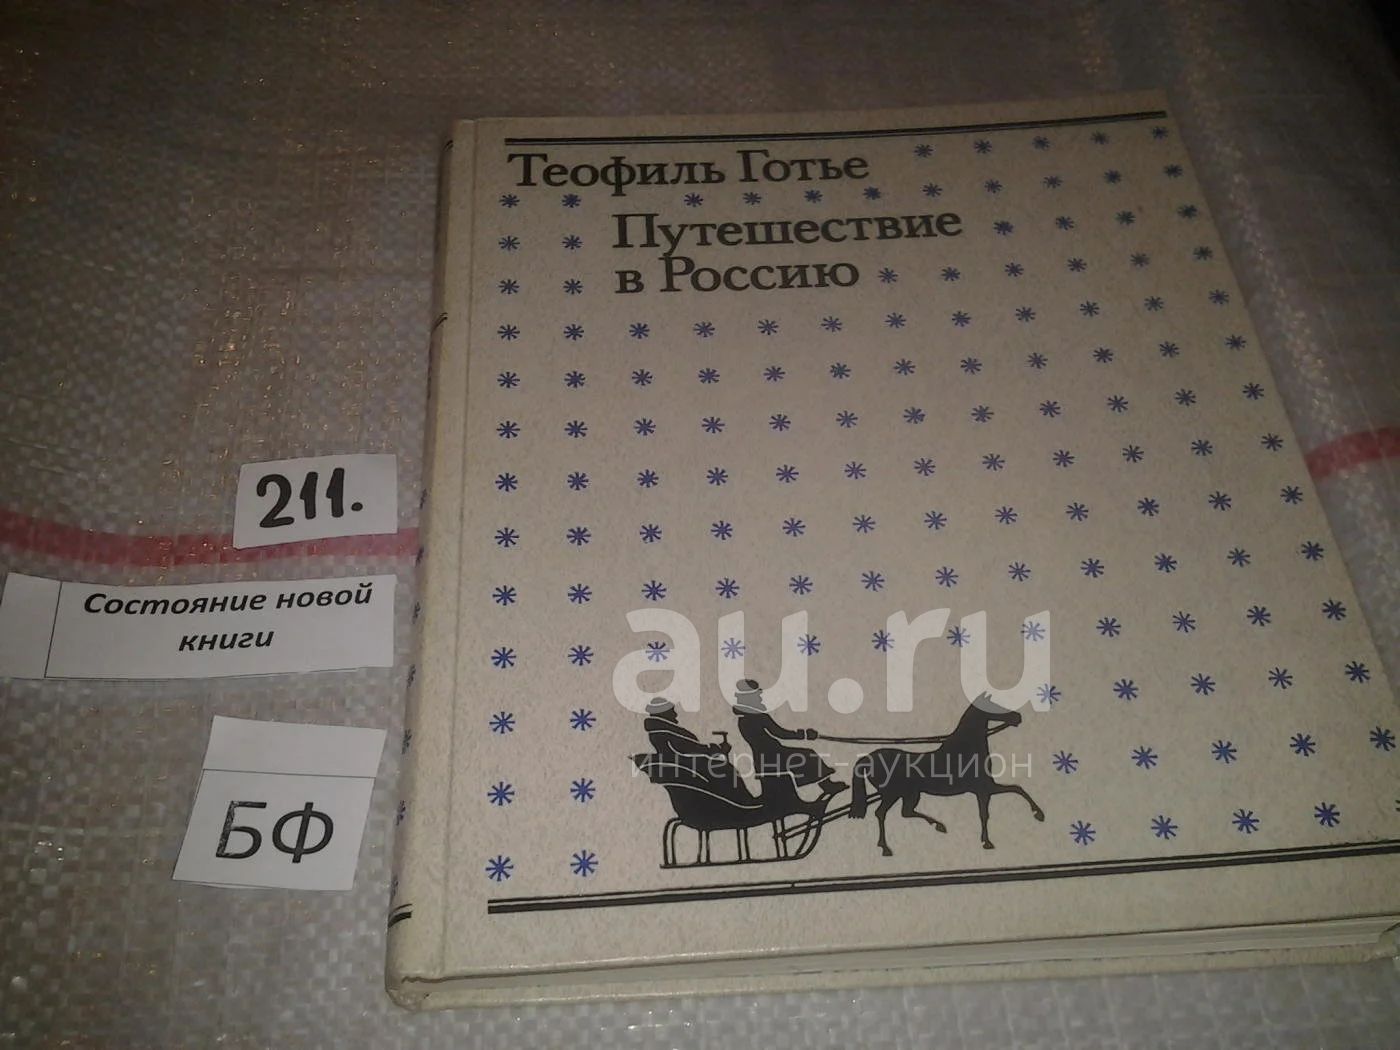 Теофиль Готье
Путешествие
в Россию
211.
Состояние новой
книги
БФ
au.ru
интернет-аукцион